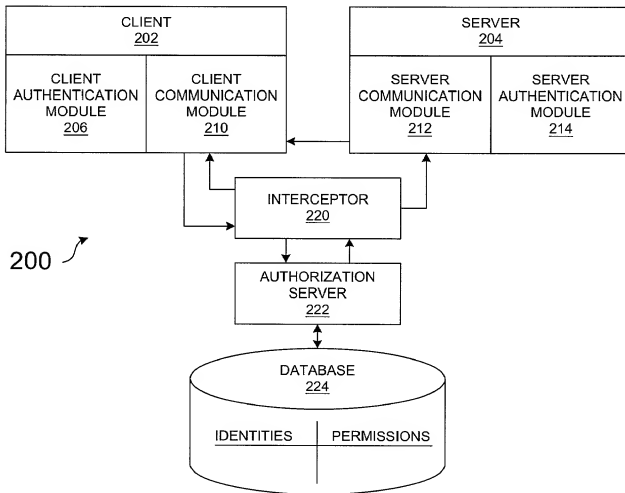 CLIENT
202
SERVER
204
CLIENT
AUTHENTICATION
MODULE
206
CLIENT
COMMUNICATION
MODULE
210
SERVER
COMMUNICATION
MODULE
212
SERVER
AUTHENTICATION
MODULE
214
INTERCEPTOR
220
200
AUTHORIZATION
SERVER
222
DATABASE
224
IDENTITIES
PERMISSIONS